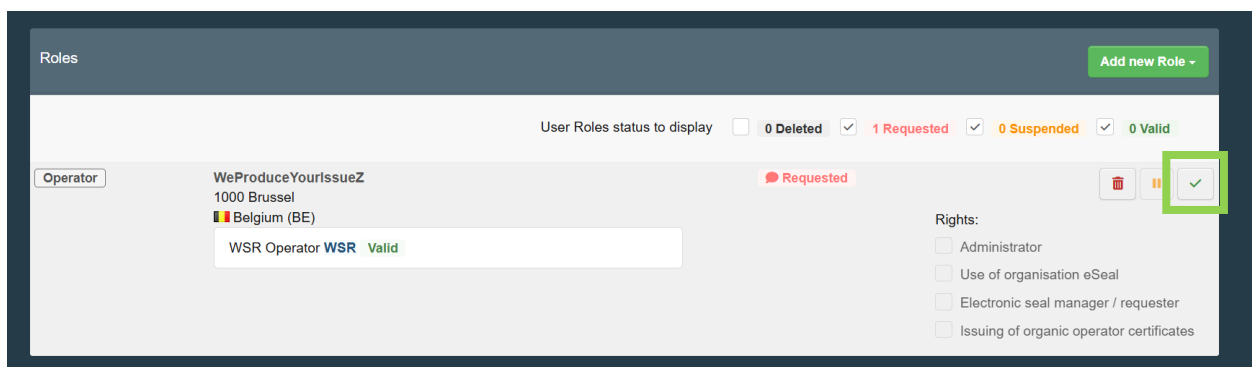 Roles
Add new Role
User Roles status to display 0 Deleted 1 Requested 0 Suspended 0 Valid
Operator
WeProduceYourIssueZ
1000 Brussel
Belgium (BE)
WSR Operator WSR Valid
Requested
Rights:
Administrator
Use of organisation eSeal
Electronic seal manager / requester
Issuing of organic operator certificates